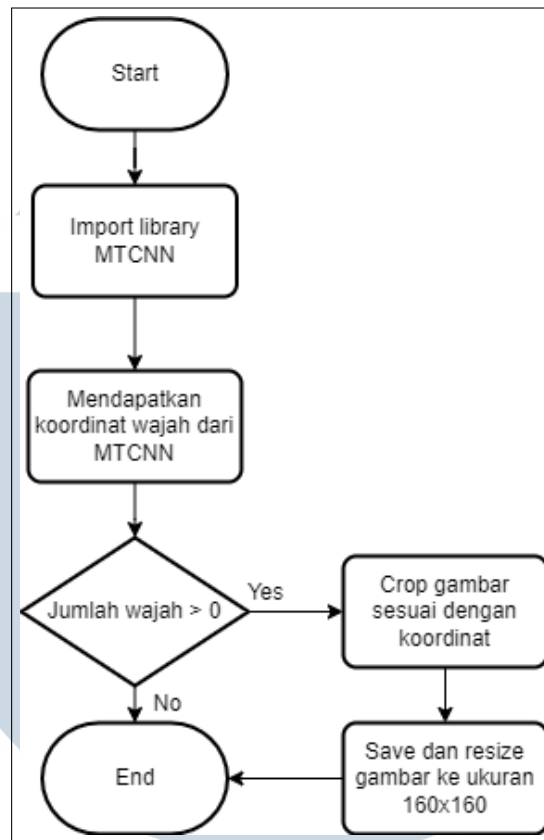 Start
Import library
MTCNN
Mendapatkan
koordinat wajah dari
MTCNN
Jumlah wajah > 0
Yes
Crop gambar
sesuai dengan
koordinat
No
End
Save dan resize
gambar ke ukuran
160x160